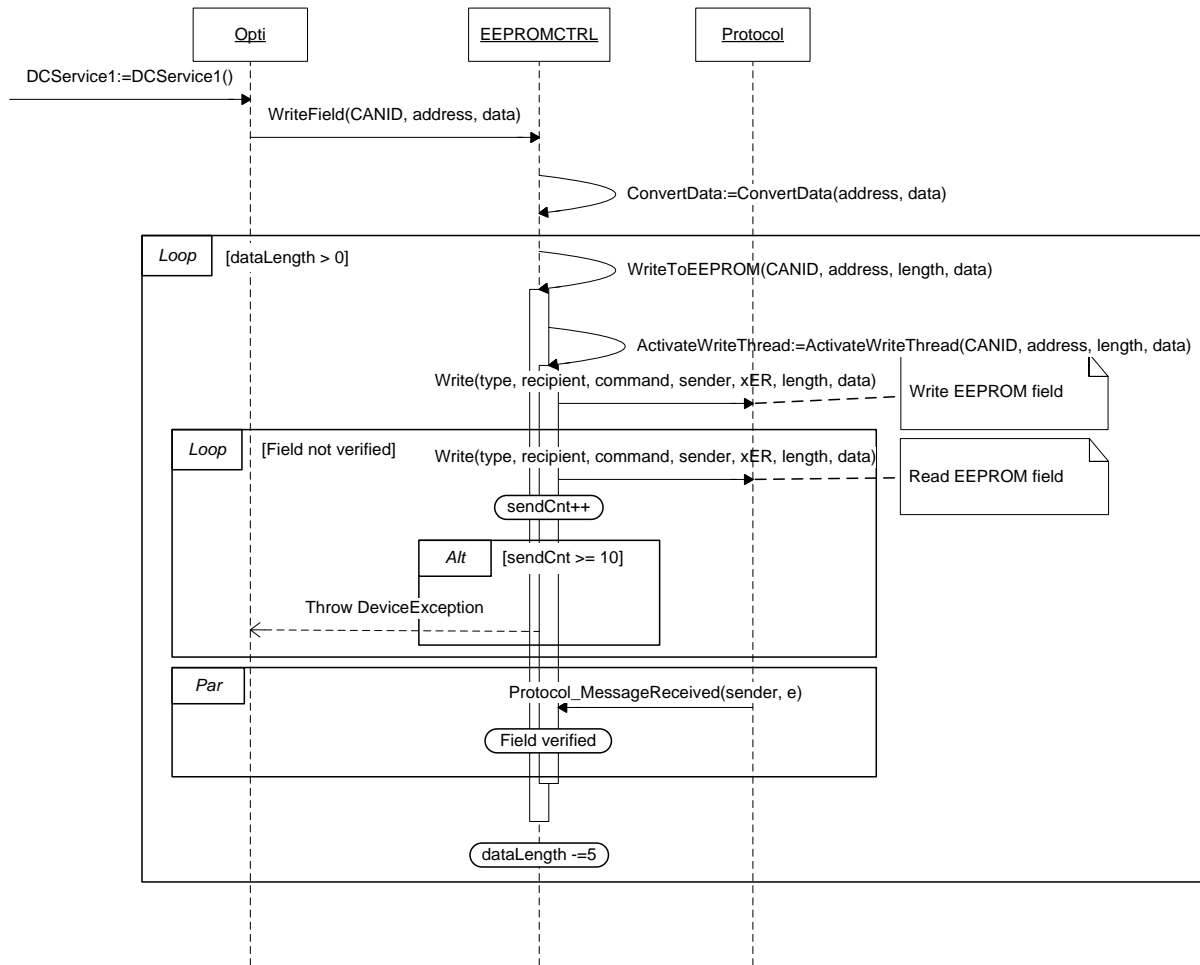 Opti
EEPROMCTRL
Protocol
DCService1:=DCService1()
WriteField(CANID, address, data)
ConvertData:=ConvertData(address, data)
Loop
[dataLength > 0]
WriteToEEPROM(CANID, address, length, data)
ActivateWriteThread:=ActivateWriteThread(CANID, address, length, data)
Write(type, recipient, command, sender, xER, length, data)
Write EEPROM field
Loop
[Field not verified]
Write(type, recipient, command, sender, xER, length, data)
Read EEPROM field
sendCnt++
Alt
[sendCnt >= 10]
Throw DeviceException
Par
Protocol_MessageReceived(sender, e)
Field verified
dataLength -=5